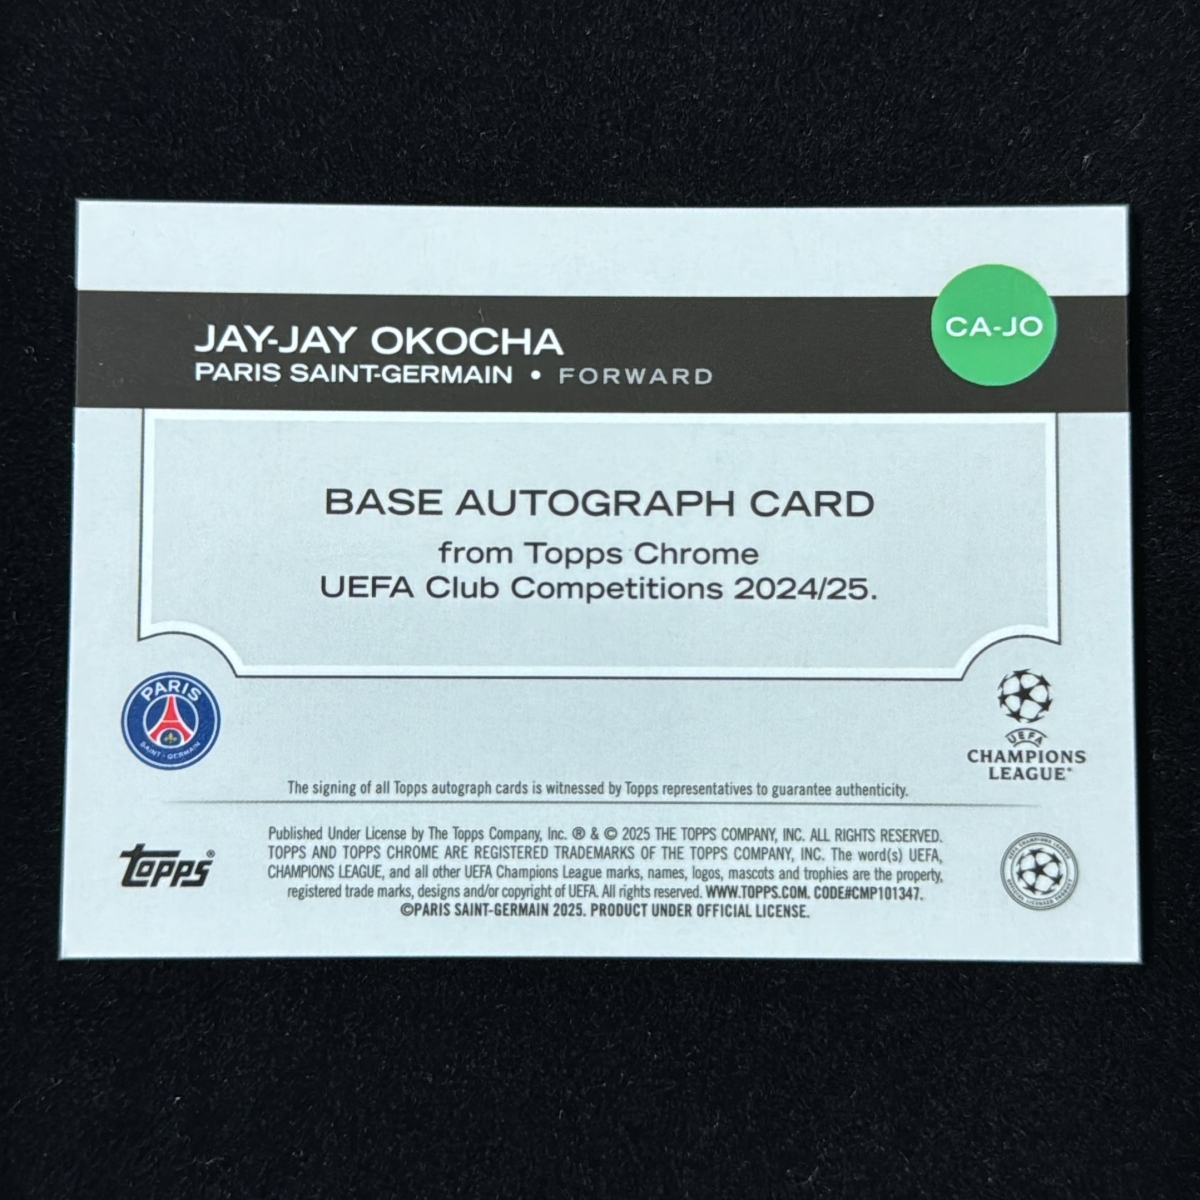 JAY-JAY OKOCHA
CA-JO
PARIS SAINT-GERMAIN • FORWARD
BASE AUTOGRAPH CARD
from Topps Chrome
UEFA Club Competitions 2024/25.
PARIS
SAINT-GERMAIN
UEFA
CHAMPIONS
LEAGUE®
The signing of all Topps autograph cards is witnessed by Topps representatives to guarantee authenticity.
topps®
Published Under License by The Topps Company, Inc. ® & © 2025 THE TOPPS COMPANY, INC. ALL RIGHTS RESERVED.
TOPPS AND TOPPS CHROME ARE REGISTERED TRADEMARKS OF THE TOPPS COMPANY, INC. The word(s) UEFA,
CHAMPIONS LEAGUE, and all other UEFA Champions League marks, names, logos, mascots and trophies are the property,
registered trade marks, designs and/or copyright of UEFA. All rights reserved. WWW.TOPPS.COM. CODE#CMP101347.
©PARIS SAINT-GERMAIN 2025. PRODUCT UNDER OFFICIAL LICENSE.